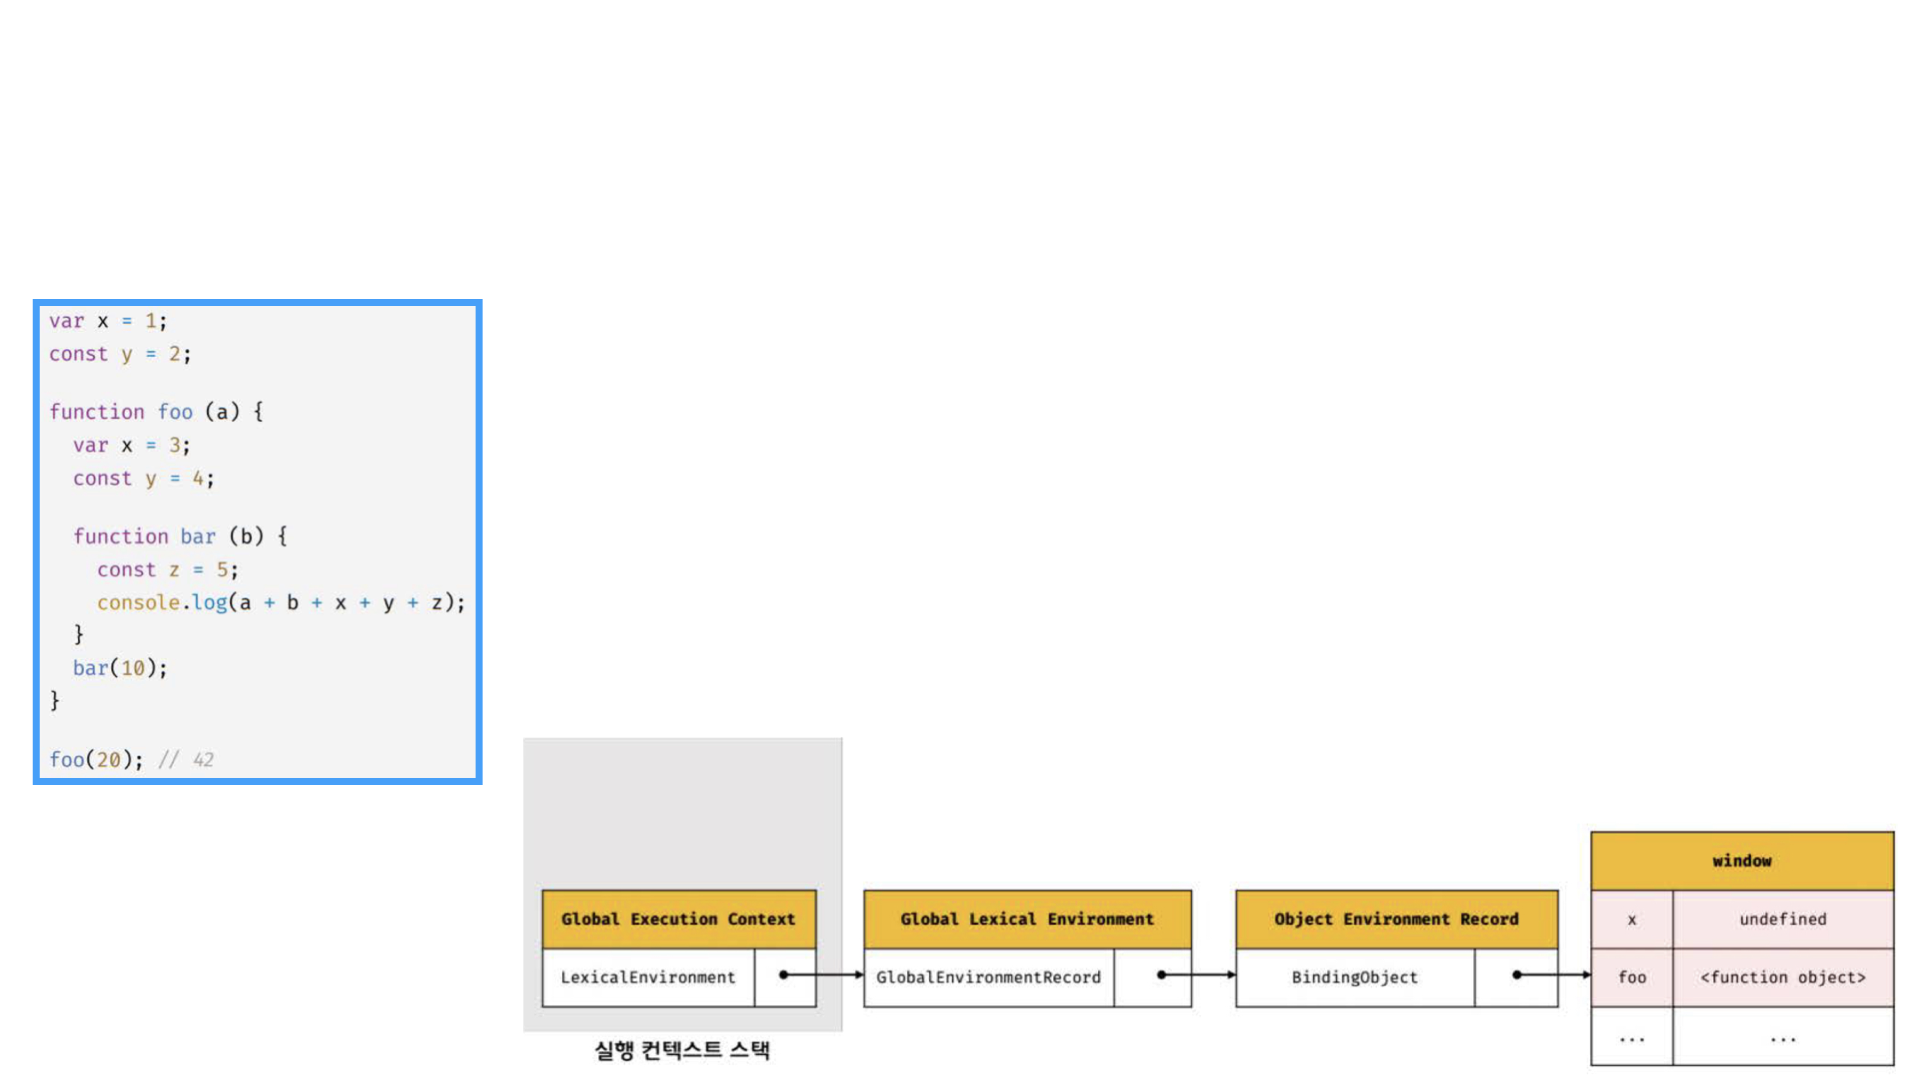 var x = 1;
const y = 2;
function foo (a) {
var x = 3;
const y = 4;
function bar (b) {
const z = 5;
console.log(a + b + x + y + z);
}
bar(10);
}
foo(20); // 42
Global Execution Context
LexicalEnvironment
실행 컨텍스트 스택
Global Lexical Environment
GlobalEnvironmentRecord
Object Environment Record
BindingObject
window
x undefined
foo <function object>
... ...